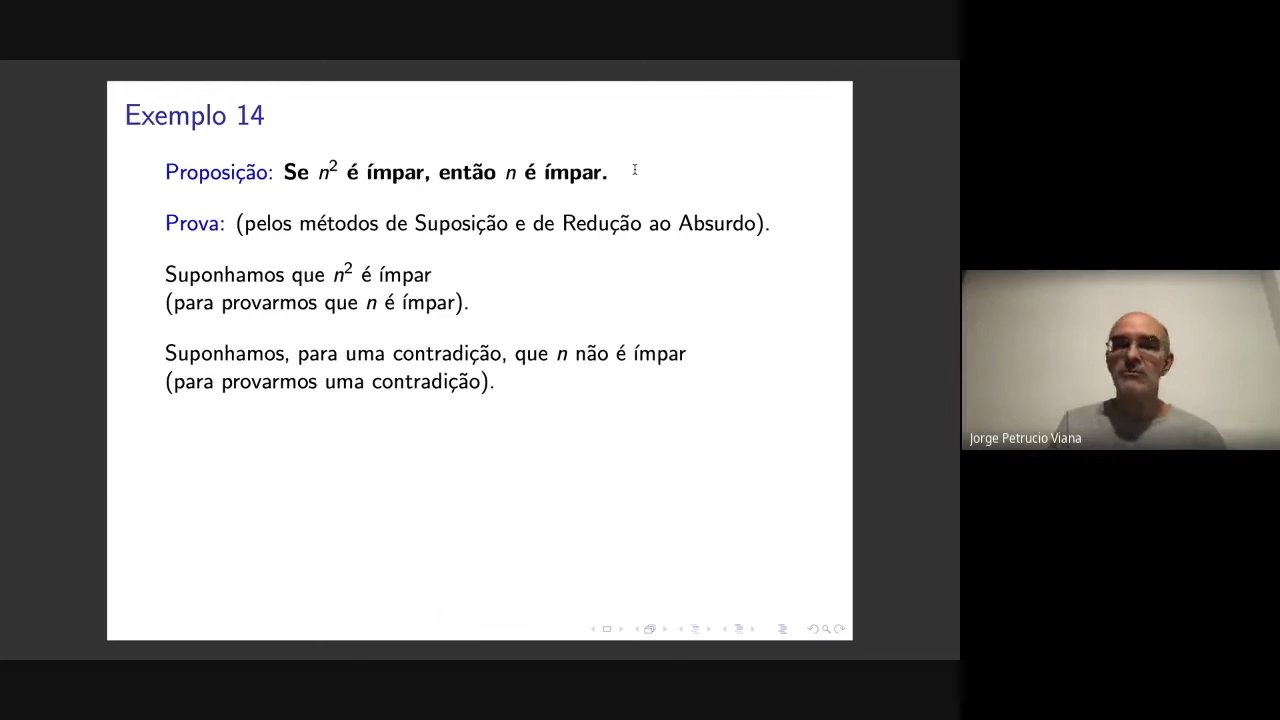 Exemplo 14
Proposição: Se n² é ímpar, então n é ímpar.
Prova: (pelos métodos de Suposição e de Redução ao Absurdo).
Suponhamos que n² é ímpar
(para provarmos que n é ímpar).
Suponhamos, para uma contradição, que n não é ímpar
(para provarmos uma contradição).
Jorge Petrucio Viana